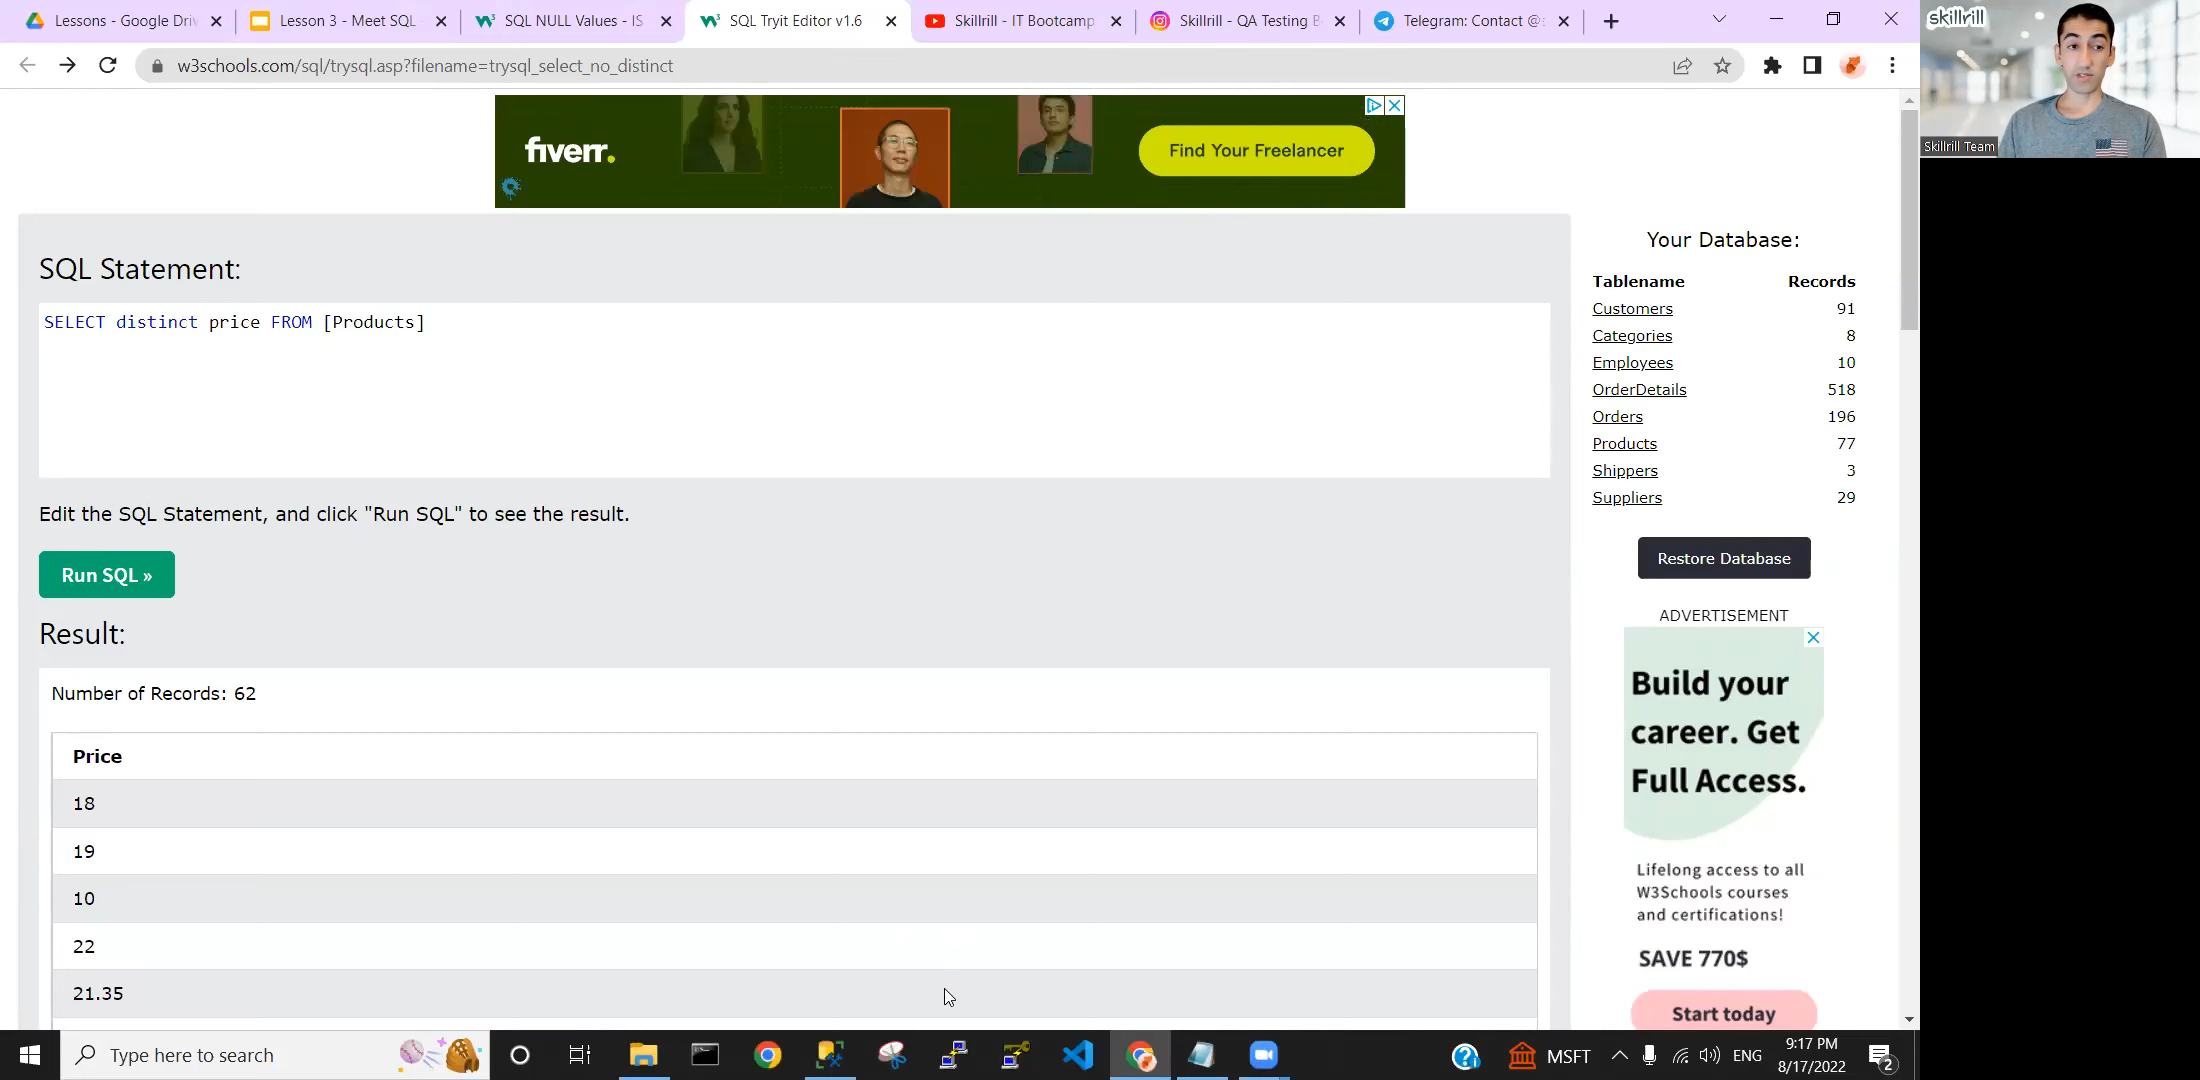 Lessons - Google Driv
Lesson 3 - Meet SQL
SQL NULL Values - IS
SQL Tryit Editor v1.6
Skillrill - IT Bootcamp
Skillrill - QA Testing B
Telegram: Contact @s
w3schools.com/sql/trysql.asp?filename=trysql_select_no_distinct
skillrill
Skillrill Team
fiverr.
Find Your Freelancer
SQL Statement:
SELECT distinct price FROM [Products]
Edit the SQL Statement, and click "Run SQL" to see the result.
Run SQL »
Result:
Number of Records: 62
Price
18
19
10
22
21.35
Your Database:
Tablename Records
Customers 91
Categories 8
Employees 10
OrderDetails 518
Orders 196
Products 77
Shippers 3
Suppliers 29
Restore Database
ADVERTISEMENT
Build your
career. Get
Full Access.
Lifelong access to all
W3Schools courses
and certifications!
SAVE 770$
Start today
Type here to search
MSFT
ENG
9:17 PM
8/17/2022
2